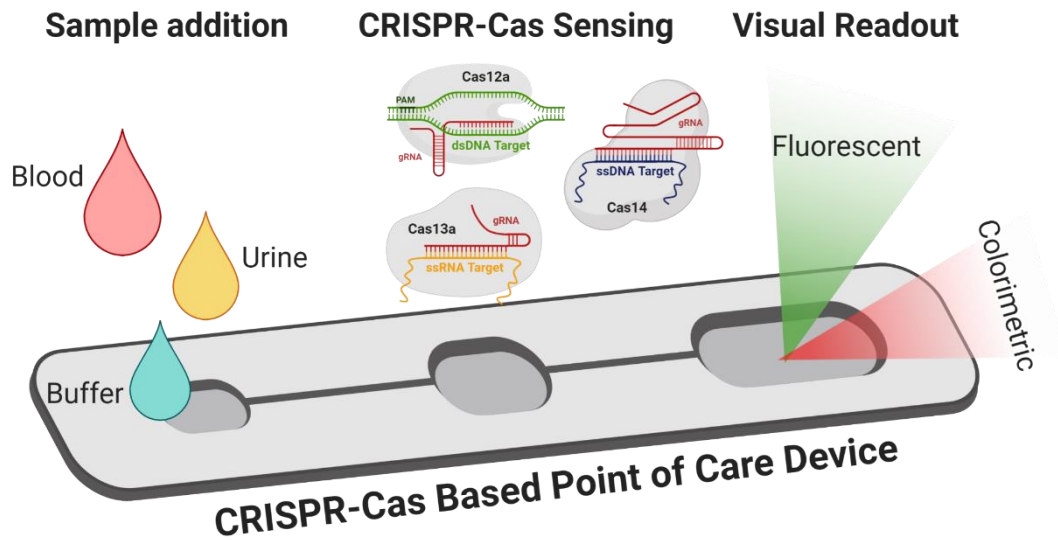 Sample addition
CRISPR-Cas Sensing
Visual Readout
Blood
Urine
Buffer
Cas12a
PAM
gRNA
dsDNA Target
gRNA
ssDNA Target
Cas14
Cas13a
gRNA
ssRNA Target
Fluorescent
Colorimetric
CRISPR-Cas Based Point of Care Device